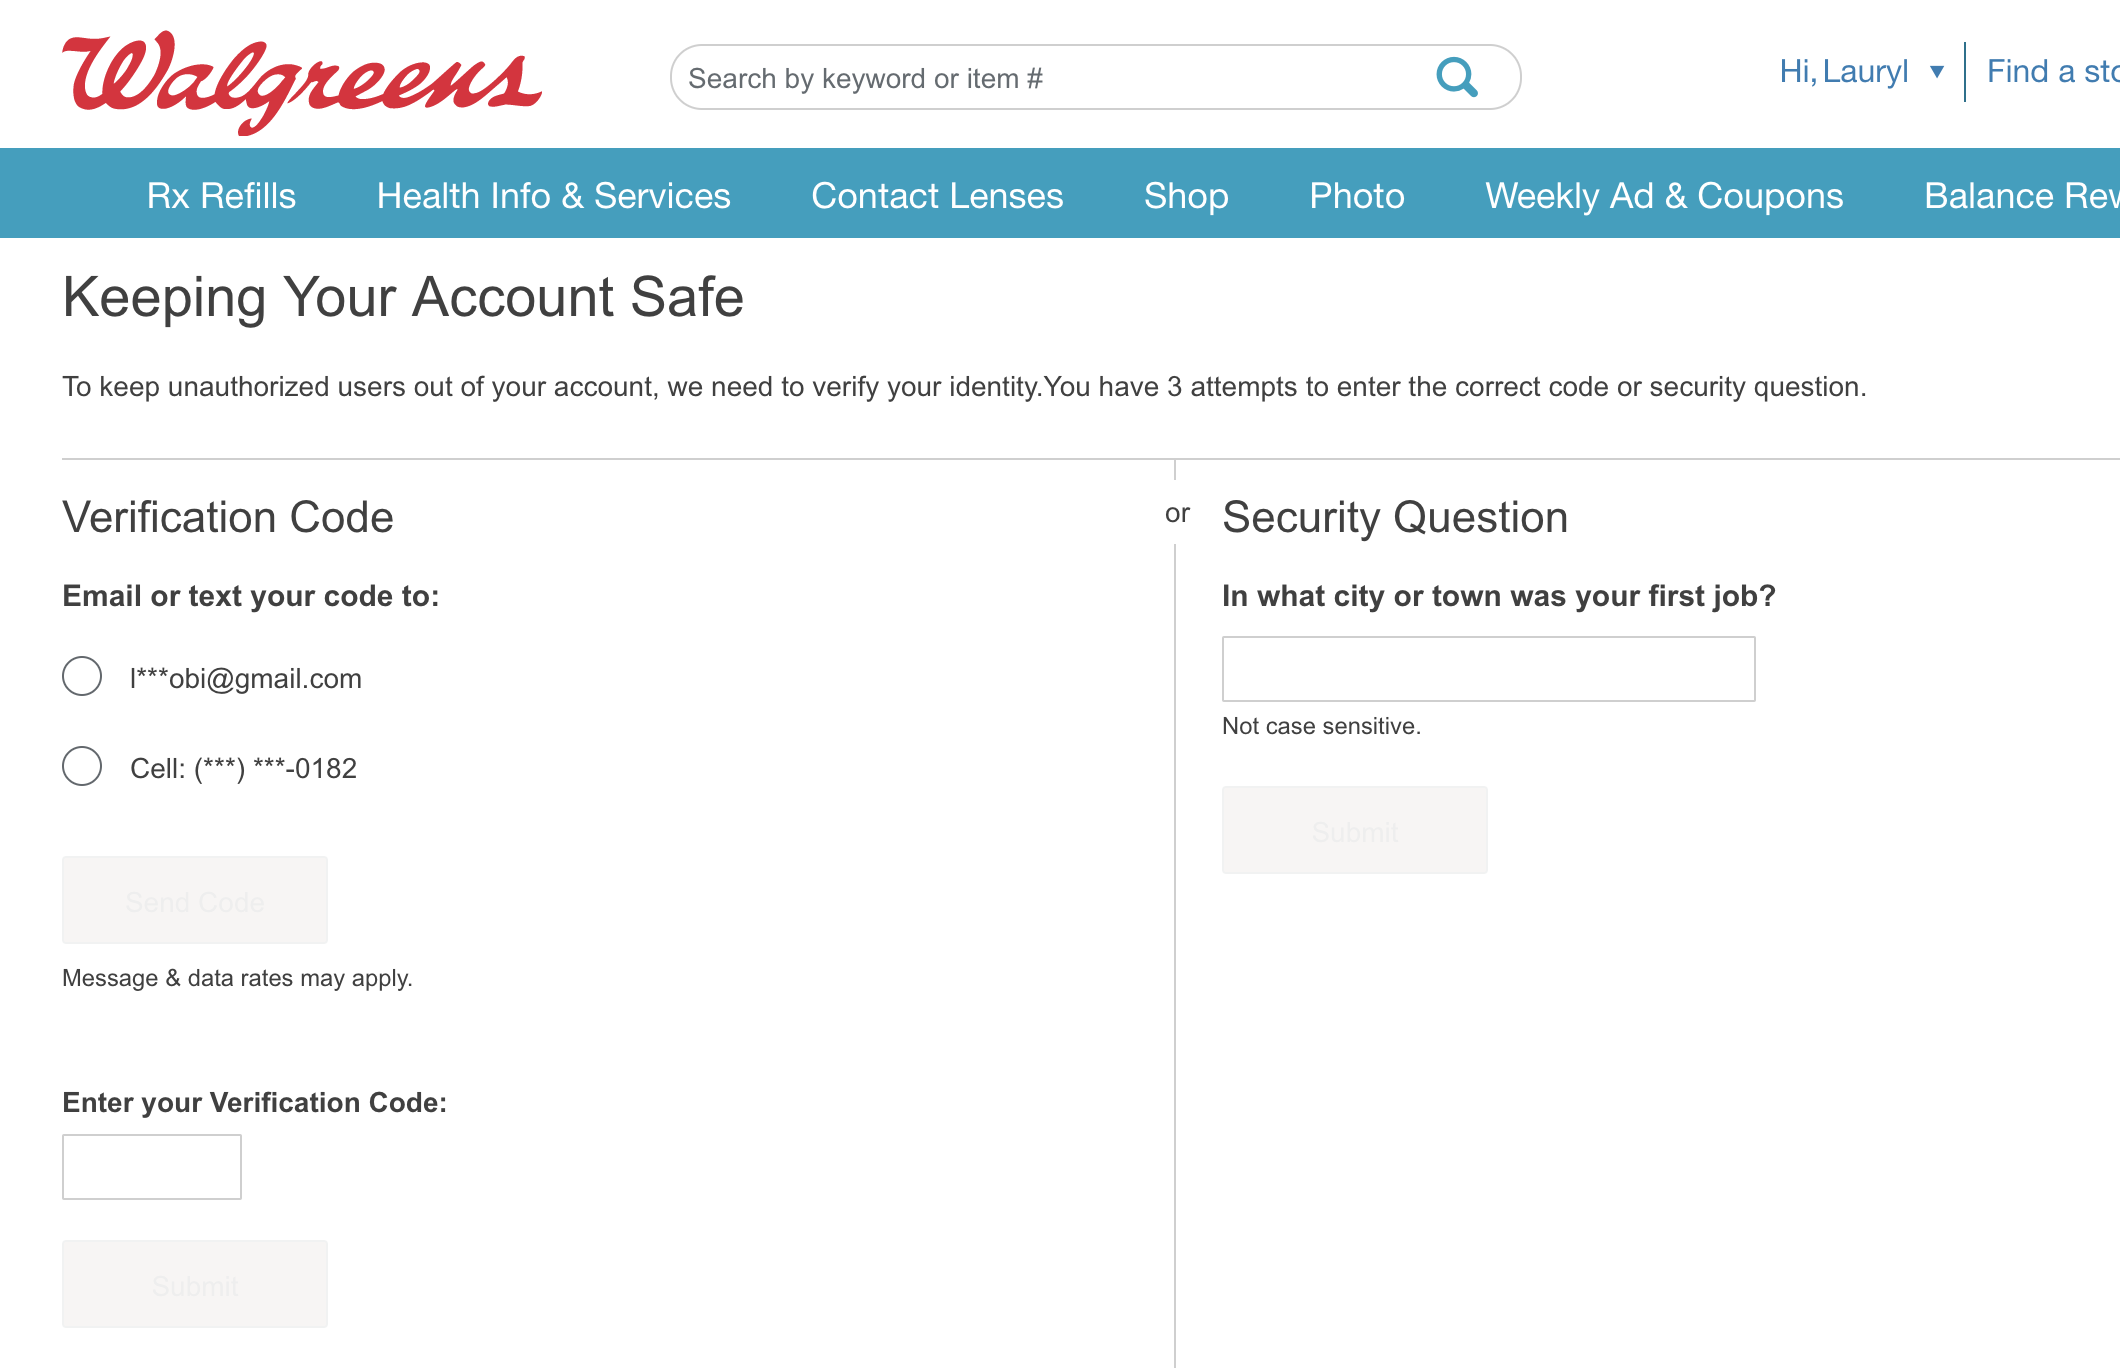 Walgreens
Search by keyword or item #
Hi, Lauryl ▼
Find a sto
Rx Refills Health Info & Services Contact Lenses Shop Photo Weekly Ad & Coupons Balance Rew
Keeping Your Account Safe
To keep unauthorized users out of your account, we need to verify your identity.You have 3 attempts to enter the correct code or security question.
Verification Code
Email or text your code to:
l***obi@gmail.com
Cell: (***) ***-0182
Send Code
Message & data rates may apply.
Enter your Verification Code:
Submit
or
Security Question
In what city or town was your first job?
Not case sensitive.
Submit